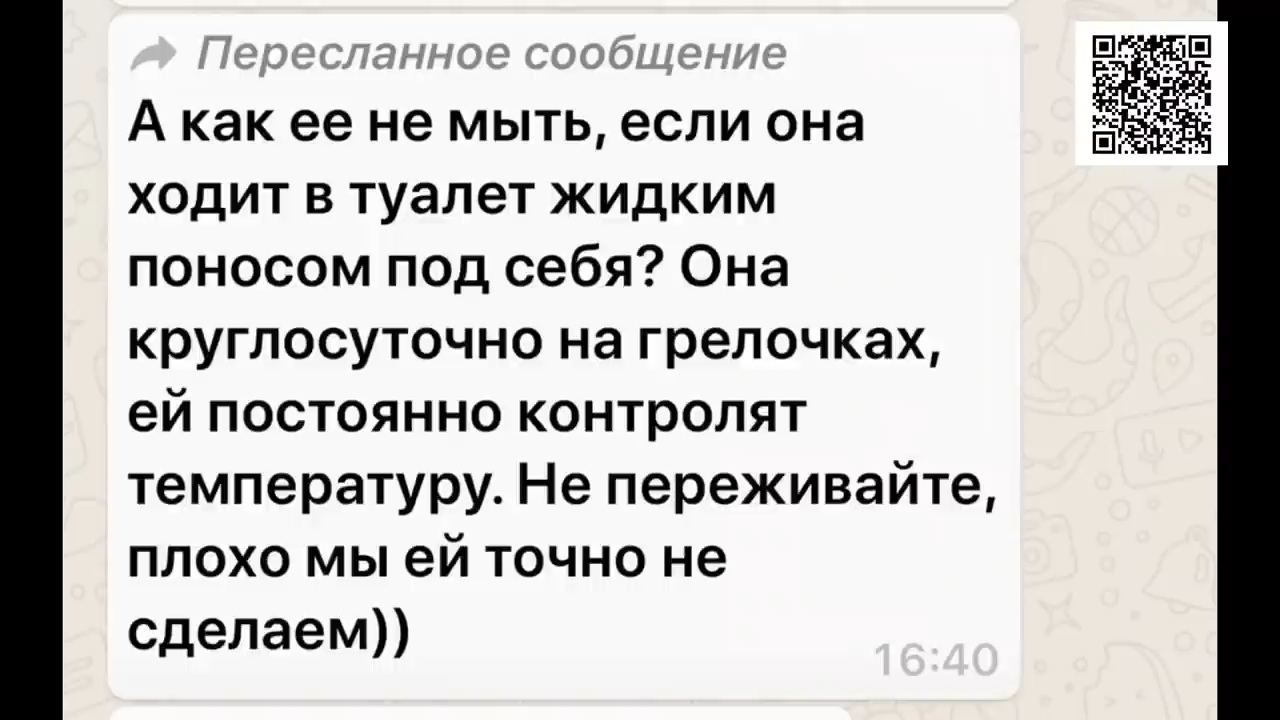 Пересланное сообщение
А как ее не мыть, если она
ходит в туалет жидким
поносом под себя? Она
круглосуточно на грелочках,
ей постоянно контролят
температуру. Не переживайте,
плохо мы ей точно не
сделаем))
16:40